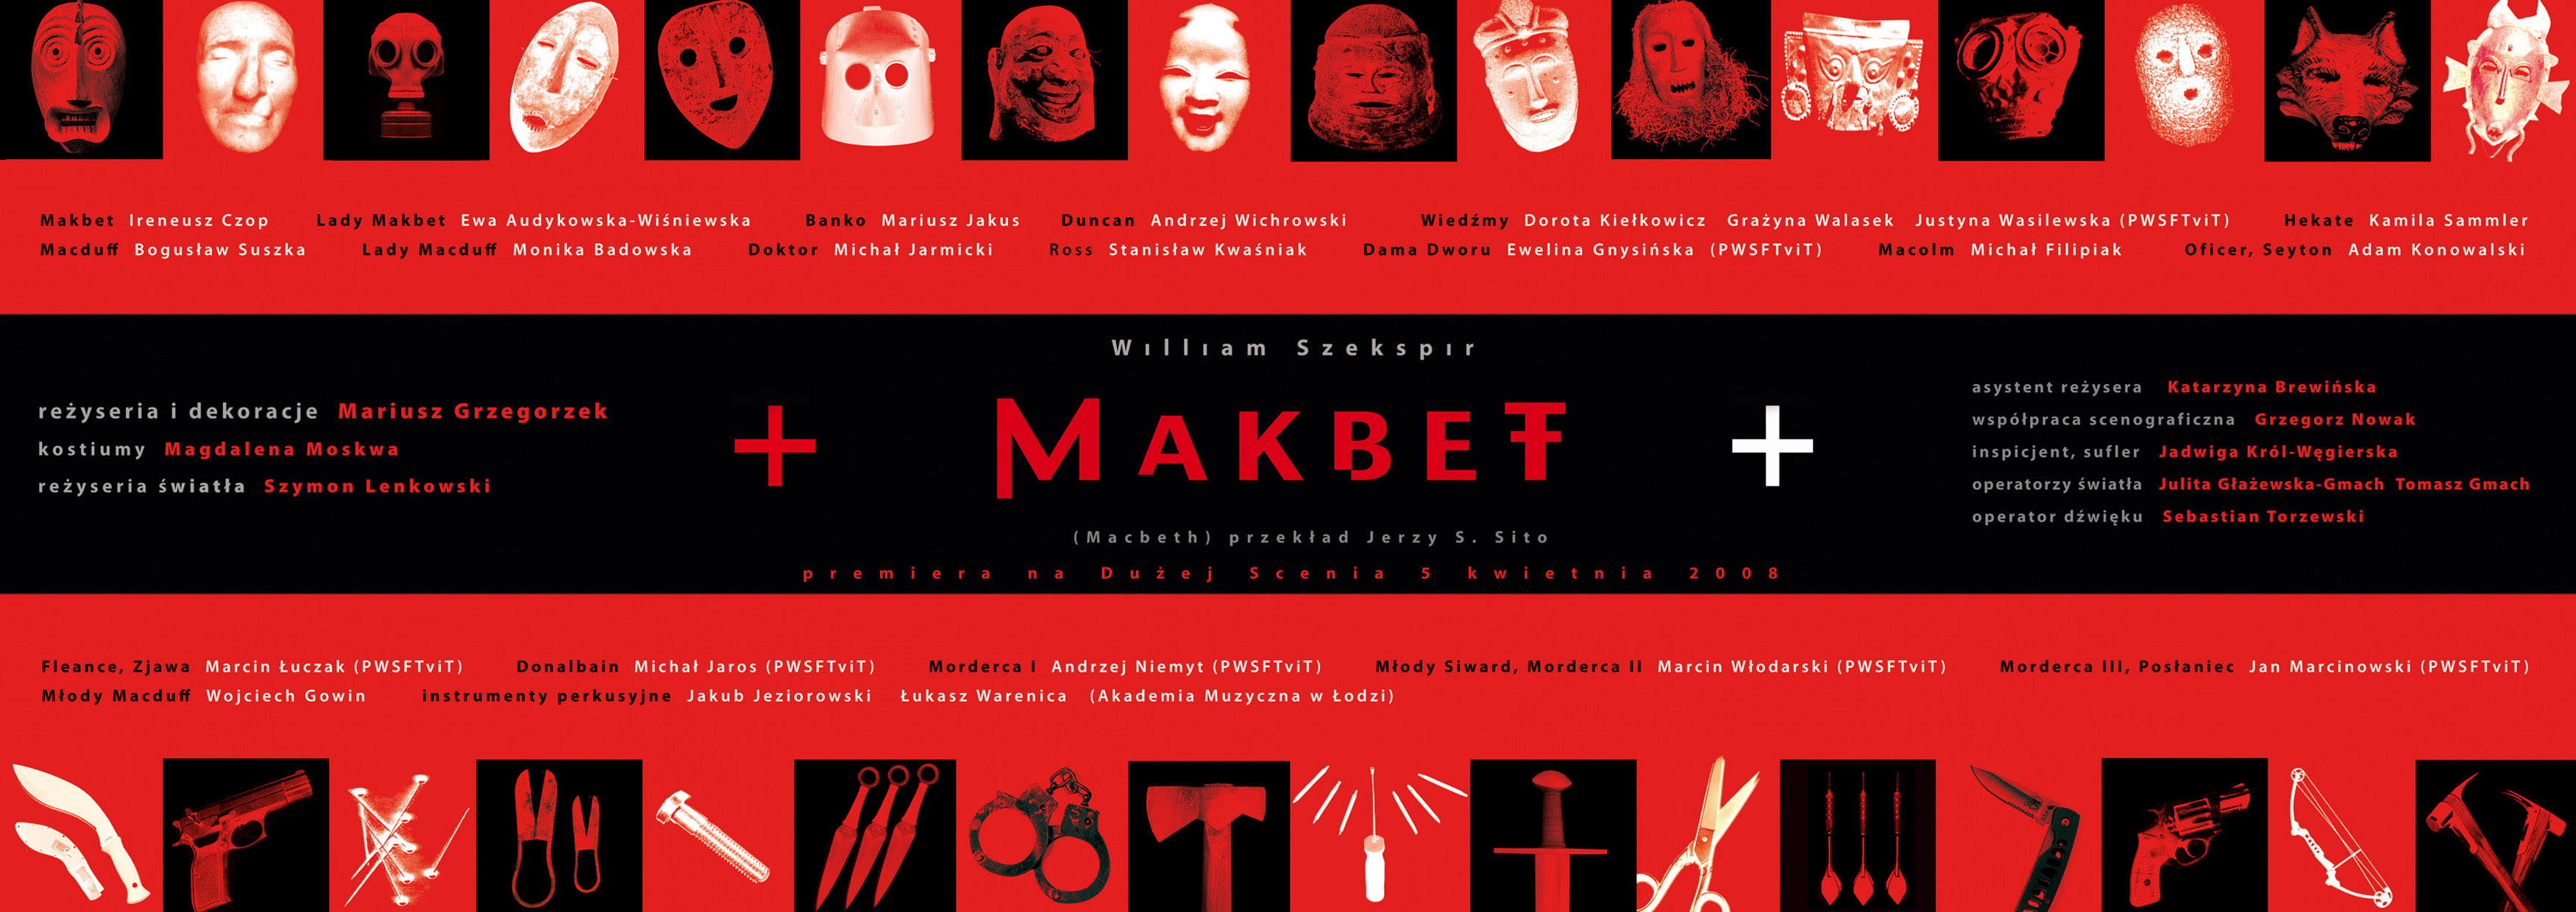 Makbet Ireneusz Czop Lady Makbet Ewa Audykowska-Wiśniewska Banko Mariusz Jakus Duncan Andrzej Wichrowski Wiedźmy Dorota Kiełkowicz Grażyna Walasek Justyna Wasilewska (PWSFTviT) Hekate Kamila Sammler
Macduff Bogusław Suszka Lady Macduff Monika Badowska Doktor Michał Jarmicki Ross Stanisław Kwaśniak Dama Dworu Ewelina Gnysińska (PWSFTviT) Macolm Michał Filipiak Oficer, Seyton Adam Konowalski
William Szekspir
MAKBET
(Macbeth) przekład Jerzy S. Sito
premiera na Dużej Scenia 5 kwietnia 2008
reżyseria i dekoracje Mariusz Grzegorzek
kostiumy Magdalena Moskwa
reżyseria światła Szymon Lenkowski
asystent reżysera Katarzyna Brewińska
współpraca scenograficzna Grzegorz Nowak
inspicjent, sufler Jadwiga Król-Węgierska
operatorzy światła Julita Głażewska-Gmach Tomasz Gmach
operator dźwięku Sebastian Torzewski
Fleance, Zjawa Marcin Łuczak (PWSFTviT) Donalbain Michał Jaros (PWSFTviT) Morderca I Andrzej Niemyt (PWSFTviT) Młody Siward, Morderca II Marcin Włodarski (PWSFTviT) Morderca III, Posłaniec Jan Marcinowski (PWSFTviT)
Młody Macduff Wojciech Gowin instrumenty perkusyjne Jakub Jeziorowski Łukasz Warenica (Akademia Muzyczna w Łodzi)